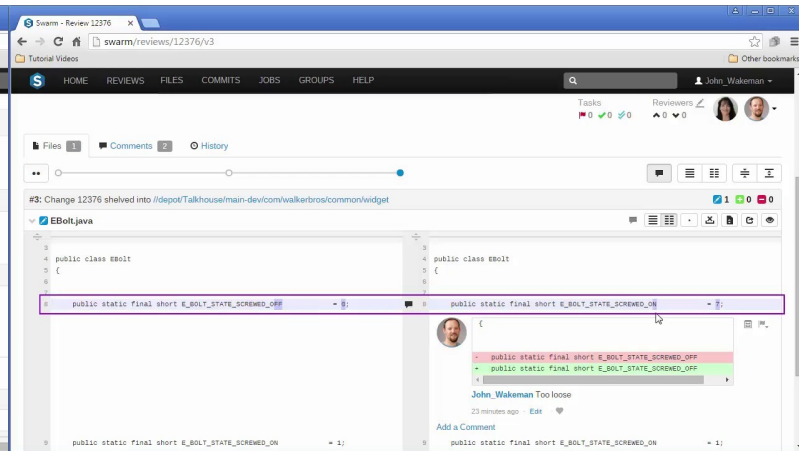 Swarm - Review 12376
swarm/reviews/12376/v3
Tutorial Videos
Other bookmarks
HOME REVIEWS FILES COMMITS JOBS GROUPS HELP
John_Wakeman
Tasks
Reviewers
0 0 0
0 0
Files 1
Comments 2
History
#3: Change 12376 shelved into //depot/Talkhouse/main-dev/com/walkerbros/common/widget
1 0 0
EBolt.java
3 3
4 public class EBolt 4 public class EBolt
5 { 5 {
6 6
7 7
8 public static final short E_BOLT_STATE_SCREWED_OFF = 0; 8 public static final short E_BOLT_STATE_SCREWED_ON = 7;
{
- public static final short E_BOLT_STATE_SCREWED_OFF
+ public static final short E_BOLT_STATE_SCREWED_OFF
John_Wakeman Too loose
23 minutes ago · Edit ·
Add a Comment
9 public static final short E_BOLT_STATE_SCREWED_ON = 1; 9 public static final short E_BOLT_STATE_SCREWED_ON = 1;